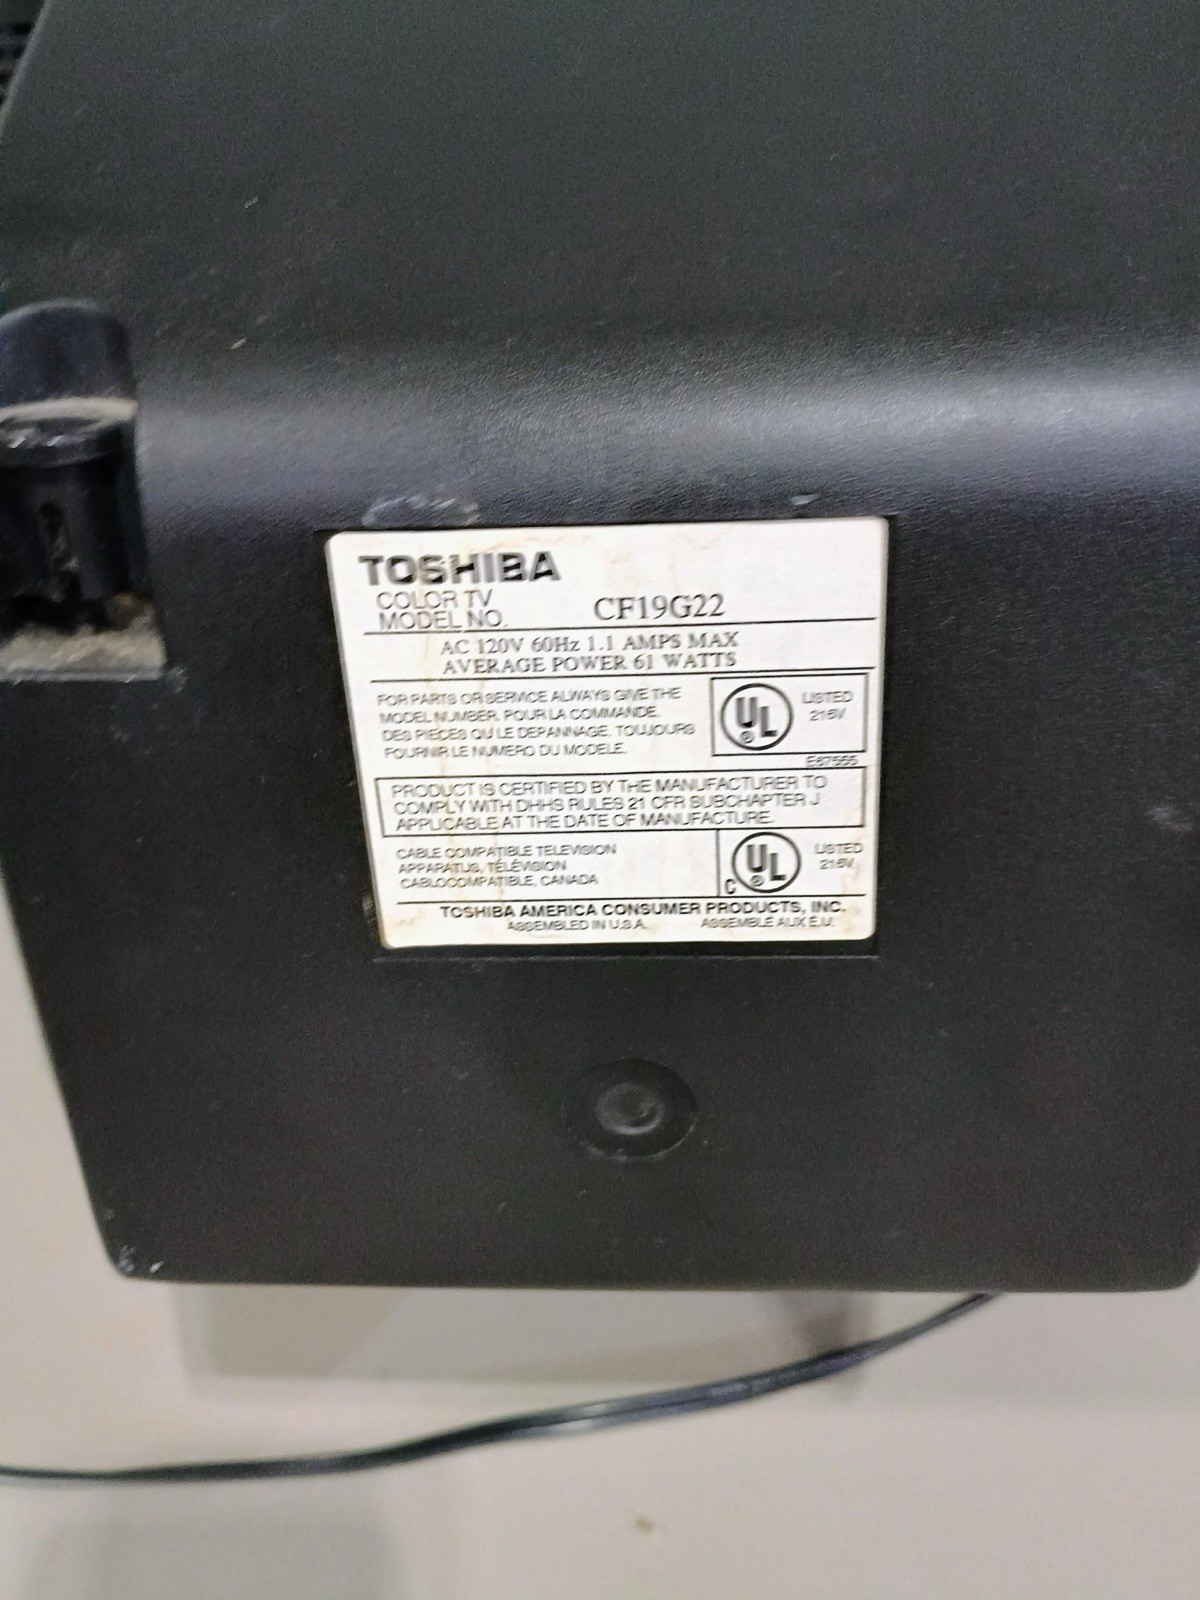 TOSHIBA
COLOR TV
MODEL NO. CF19G22
AC 120V 60Hz 1.1 AMPS MAX
AVERAGE POWER 61 WATTS
FOR PARTS OR SERVICE ALWAYS GIVE THE
MODEL NUMBER. POUR LA COMMANDE,
DES PIECES OU LE DEPANNAGE, TOUJOURS
FOURNIR LE NUMERO DU MODELE.
UL
®
LISTED
216V
E67555
PRODUCT IS CERTIFIED BY THE MANUFACTURER TO
COMPLY WITH DHHS RULES 21 CFR SUBCHAPTER J
APPLICABLE AT THE DATE OF MANUFACTURE.
CABLE COMPATIBLE TELEVISION
APPARATUS, TÉLÉVISION
CABLOCOMPATIBLE, CANADA
C UL
®
LISTED
216V
TOSHIBA AMERICA CONSUMER PRODUCTS, INC.
ASSEMBLED IN U.S.A. ASSEMBLE AUX E.U.